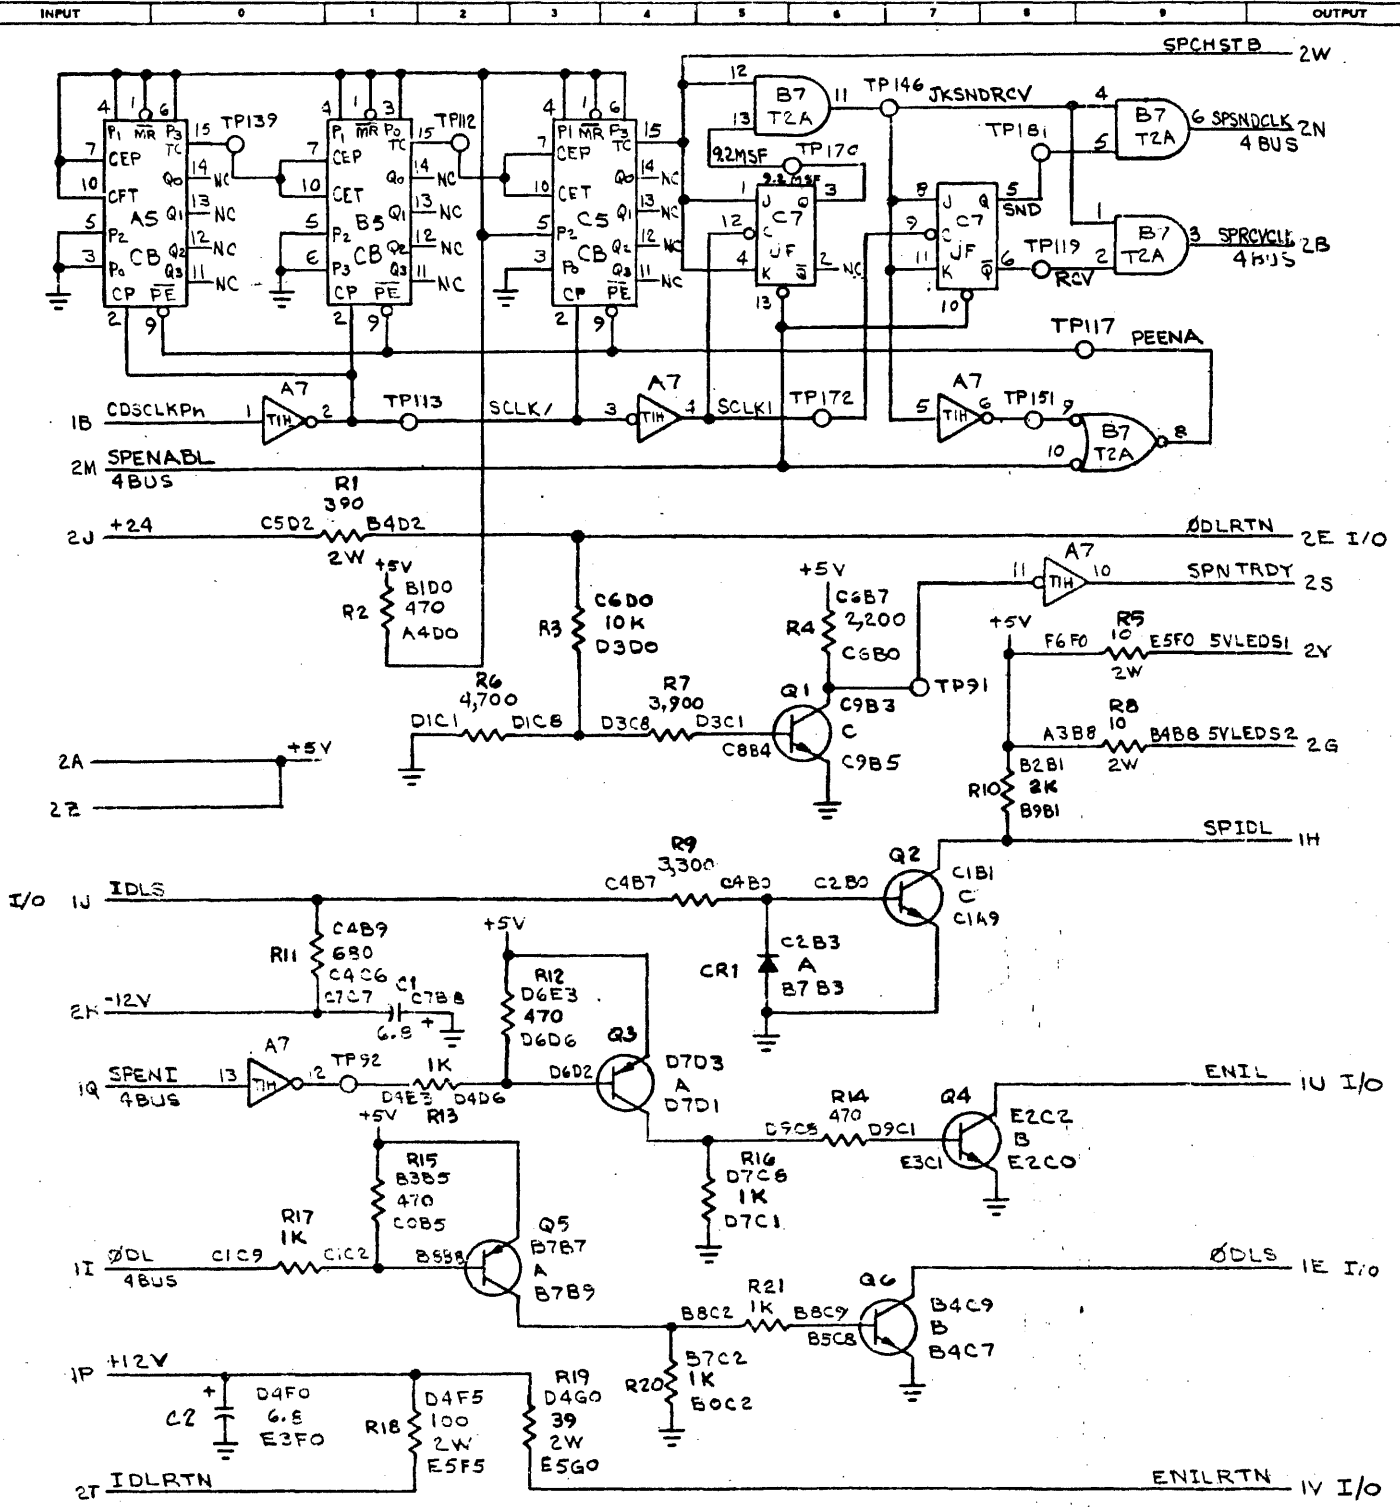 INPUT 0 1 2 3 4 5 6 7 8 9 OUTPUT
SPCHSTB 2W
4 1 6 4 1 3 4 1 6 12 B7 11 TP146 JKSNDRCV 4 B7 6 SPSNDCLK 2N
P1 MR P3 15 TP139 P1 MR P0 15 TP112 P1 MR P3 15 13 T2A TP181 5 T2A 4 BUS
TC TC TC
7 CEP 14 NC 7 CEP 14 NC 7 CEP 14 NC 9.2MSF TP170
Q0 Q0 Q0 9.2MSF
10 CFT 13 NC 10 CET 13 NC 10 CET 13 NC 1 J Q 3 8 J Q 5 SND 1 B7 3 SPRCVCLK 2B
A5 Q1 B5 Q1 C5 Q1 12 C C7 9 C C7 T2A 4 BUS
5 P2 12 NC 5 P2 12 NC 5 P2 12 NC JF JF TP119 2
Q2 Q2 Q2
3 P0 CB Q3 11 NC 6 P3 CB Q3 11 NC 3 P0 CB Q3 11 NC 4 K Q 2 NC 11 K Q 6 RCV
CP PE CP PE CP PE 13 10
2 9 2 9 2 9 TP117 PEENA
A7 A7 A7
1B CDSCLKPn 1 T1H 2 TP113 SCLK/ 3 T1H 4 SCLK1 TP172 5 T1H 6 TP151 9 B7 8
2M SPENABL 10 T2A
4BUS
R1
390
2J +24 C5D2 B4D2 ØDLRTN 2E I/O
2W
+5V +5V A7
11 T1H 10 SPNTRDY 2S
R2 B1D0 R3 C6D0 R4 C6B7
470 10K 2,200
A4D0 D3D0 C6B0
+5V R5
F6F0 10 E5F0 5VLEDS1 2V
2W
R6 R7 Q1 TP91
4,700 3,900 C9B3 R8
D1C1 D1C8 D3C8 D3C1 C A3B8 10 B4B8 5VLEDS2 2G
C8B4 C9B5 2W
2A +5V
2Z
R10 B2B1
2K
B9B1
SPIDL 1H
R9 Q2
3,300
I/O 1J IDLS C4B7 C4B0 C2B0 C1B1
C
C1A9
R11 C4B9 +5V
680
C4C6
CR1 C2B3
A
B7B3
-12V C7C7 C1 C7B8
6.8 +
R12
D6E3
470
D6D6
Q3
A7
1Q SPENI 13 T1H 12 TP92 1K D6D2 D7D3
4BUS D4E3 D4D6 A
R13 D7D1
ENIL 1U I/O
+5V R14 Q4
470 E2C2
D9C8 D9C1 B
E3C1 E2C0
R15 R16
B3B5 D7C8
470 1K
C0B5 D7C1
R17 Q5
1K B7B7
1I ØDL C1C9 C1C2 B5B8 A
4BUS B7B9
ØDLS 1E I/O
R21 Q6
B8C2 1K B8C9 B4C9
B5C8 B
B4C7
R20 B7C2
1K
B0C2
1P +12V
+ D4F0 D4F5 R19
C2 6.8 R18 100 D4G0
E3F0 2W 39
E5F5 2W
E5G0
2T IDLRTN ENILRTN 1V I/O